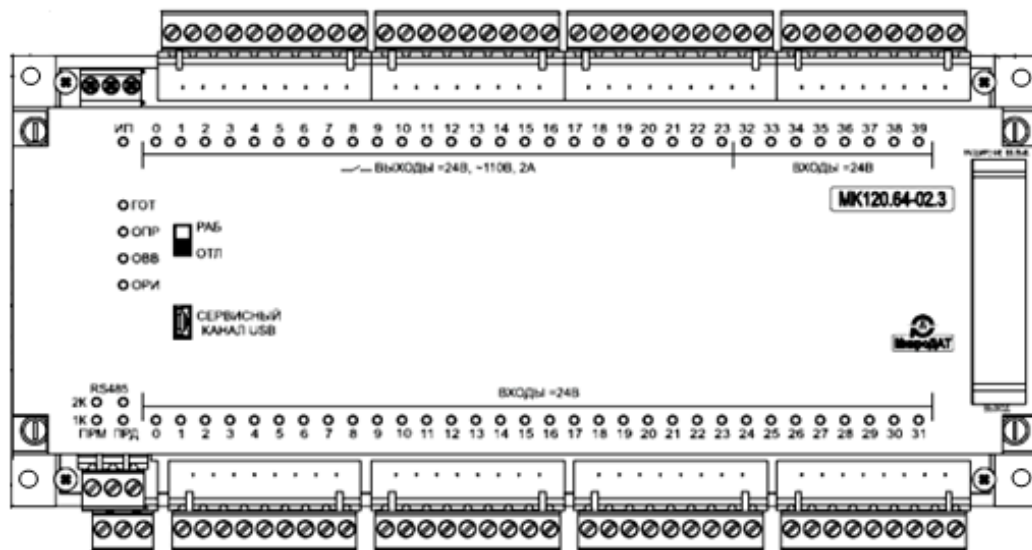 ИП 0 1 2 3 4 5 6 7 8 9 10 11 12 13 14 15 16 17 18 19 20 21 22 23 32 33 34 35 36 37 38 39
ВЫХОДЫ =24В, ~110В, 2А
ВХОДЫ =24В
МК120.64-02.3
ГОТ
ОПР
ОВВ
ОРИ
РАБ
ОТЛ
СЕРВИСНЫЙ
КАНАЛ USB
МикроДАТ
ВХОДЫ =24В
RS485
2К
1К
ПРМ ПРД 0 1 2 3 4 5 6 7 8 9 10 11 12 13 14 15 16 17 18 19 20 21 22 23 24 25 26 27 28 29 30 31
ВЫХОД